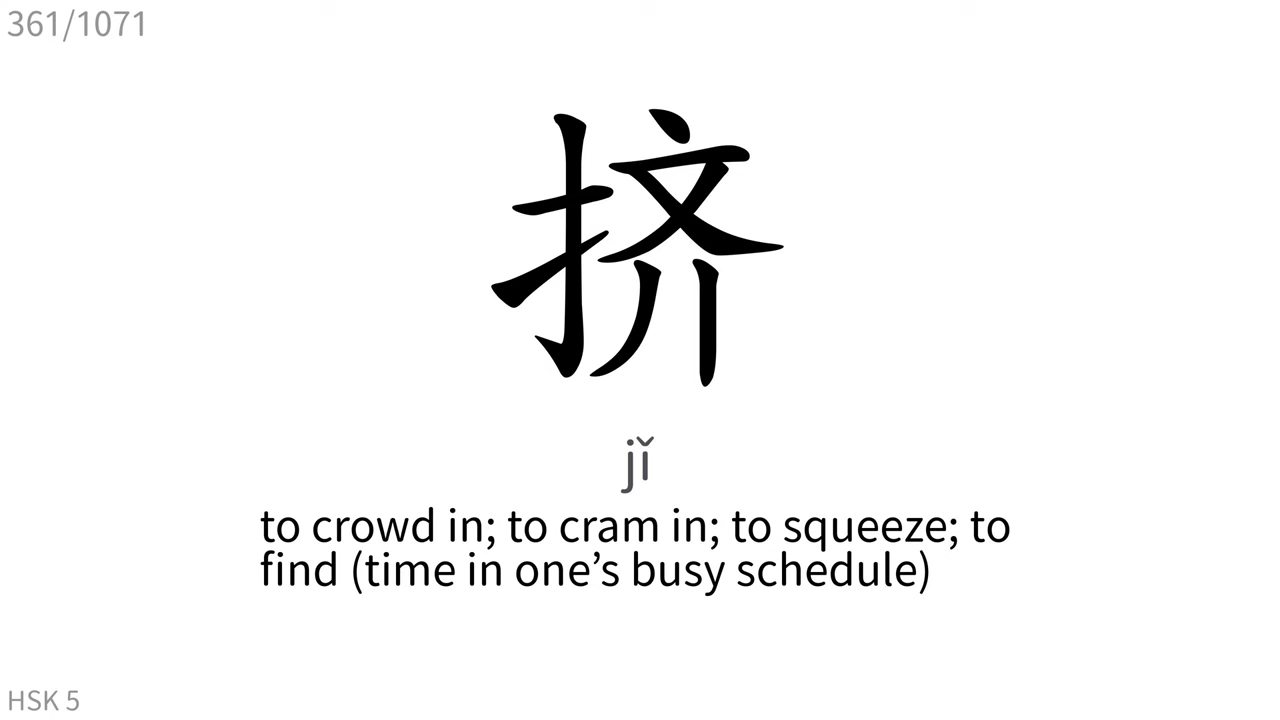 361/1071
挤
jǐ
to crowd in; to cram in; to squeeze; to
find (time in one’s busy schedule)
HSK 5